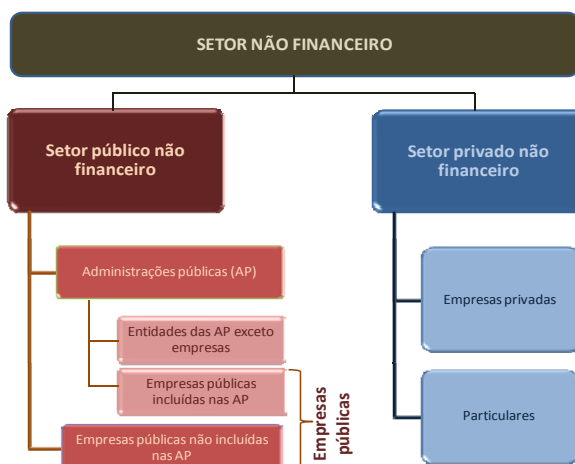 SETOR NÃO FINANCEIRO
Setor público não
financeiro
Setor privado não
financeiro
Administrações públicas (AP)
Entidades das AP exceto
empresas
Empresas públicas
incluídas nas AP
Empresas públicas não incluídas
nas AP
Empresas
públicas
Empresas privadas
Particulares